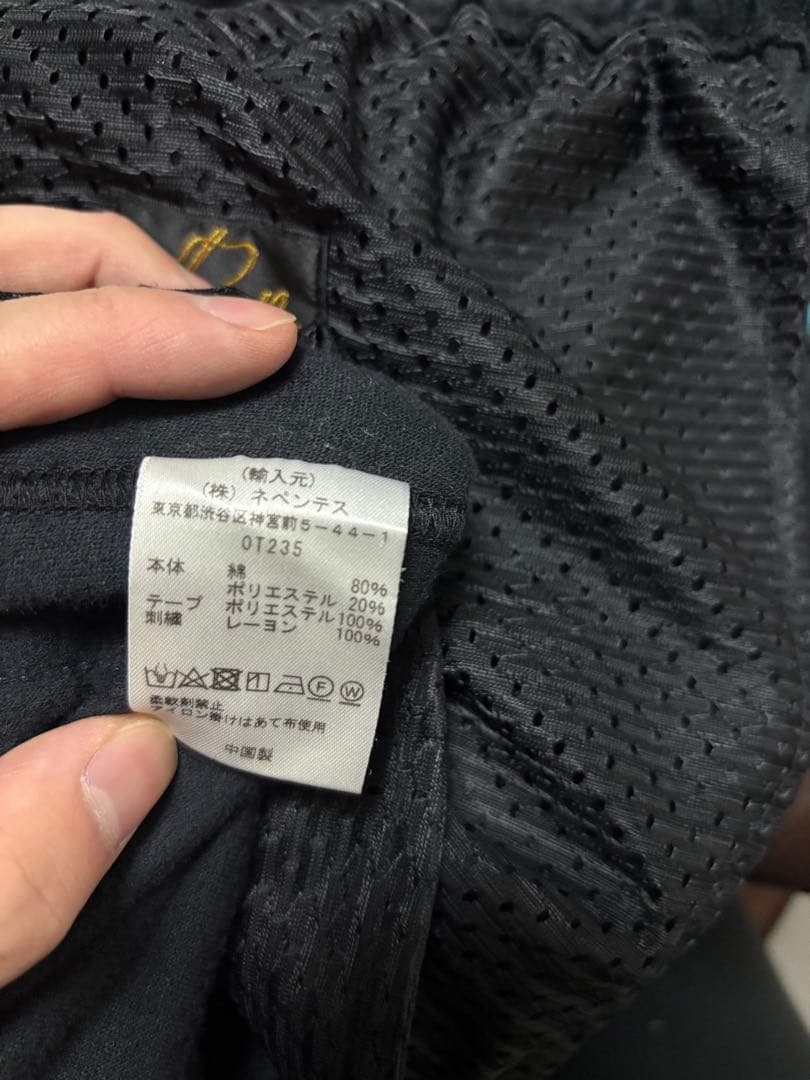 (輸入元)
(株) ネペンテス
東京都渋谷区神宮前5-44-1
OT235
本体 綿 80%
ポリエステル 20%
テープ ポリエステル 100%
刺繍 レーヨン 100%
F W
柔軟剤禁止
アイロン掛けはあて布使用
中国製